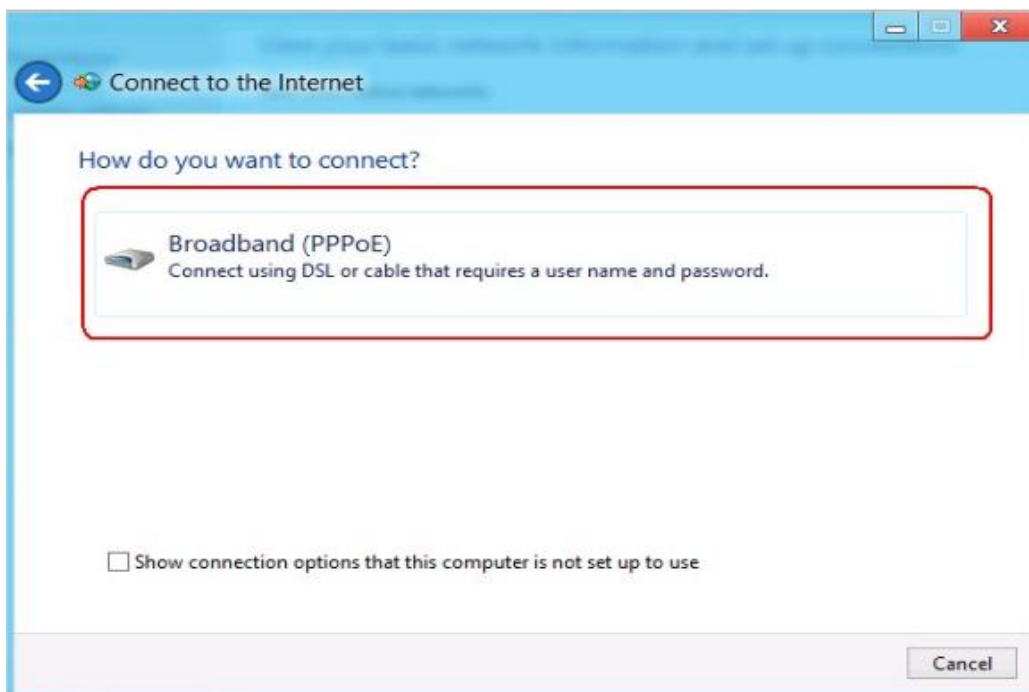 Connect to the Internet
How do you want to connect?
Broadband (PPPoE)
Connect using DSL or cable that requires a user name and password.
Show connection options that this computer is not set up to use
Cancel